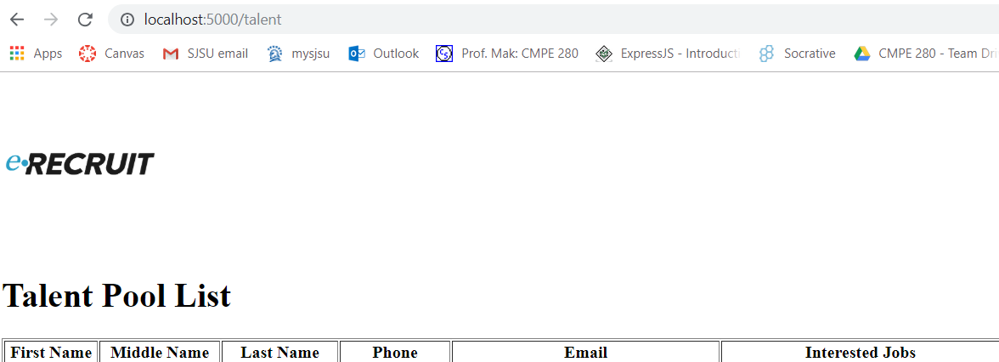 localhost:5000/talent
Apps Canvas SJSU email mysjsu Outlook Prof. Mak: CMPE 280 ExpressJS - Introducti Socrative CMPE 280 - Team Dri
e•RECRUIT
Talent Pool List
First Name Middle Name Last Name Phone Email Interested Jobs